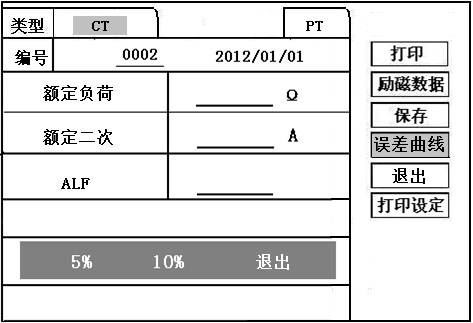 类型 CT PT
编号 0002 2012/01/01
额定负荷 Ω
额定二次 A
ALF
5% 10% 退出
打印
励磁数据
保存
误差曲线
退出
打印设定